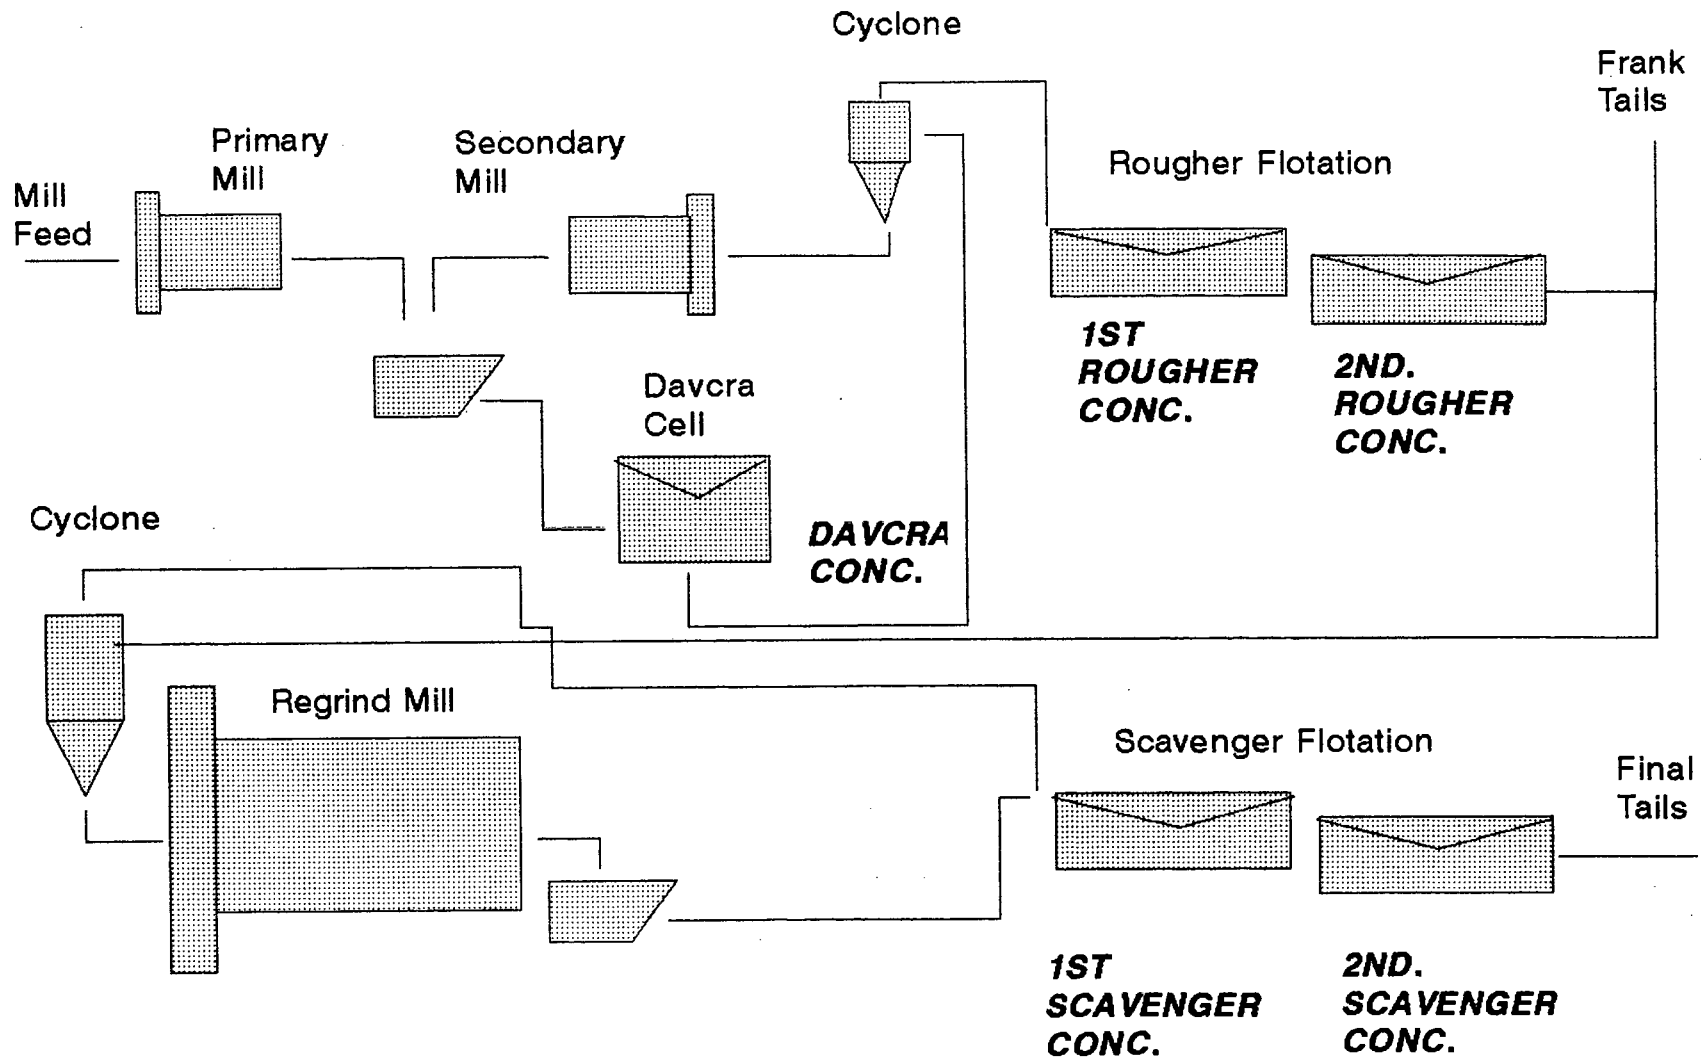 Cyclone
Frank
Tails
Primary
Mill
Secondary
Mill
Rougher Flotation
Mill
Feed
1ST
ROUGHER
CONC.
2ND.
ROUGHER
CONC.
Davcra
Cell
DAVCRA
CONC.
Cyclone
Regrind Mill
Scavenger Flotation
Final
Tails
1ST
SCAVENGER
CONC.
2ND.
SCAVENGER
CONC.